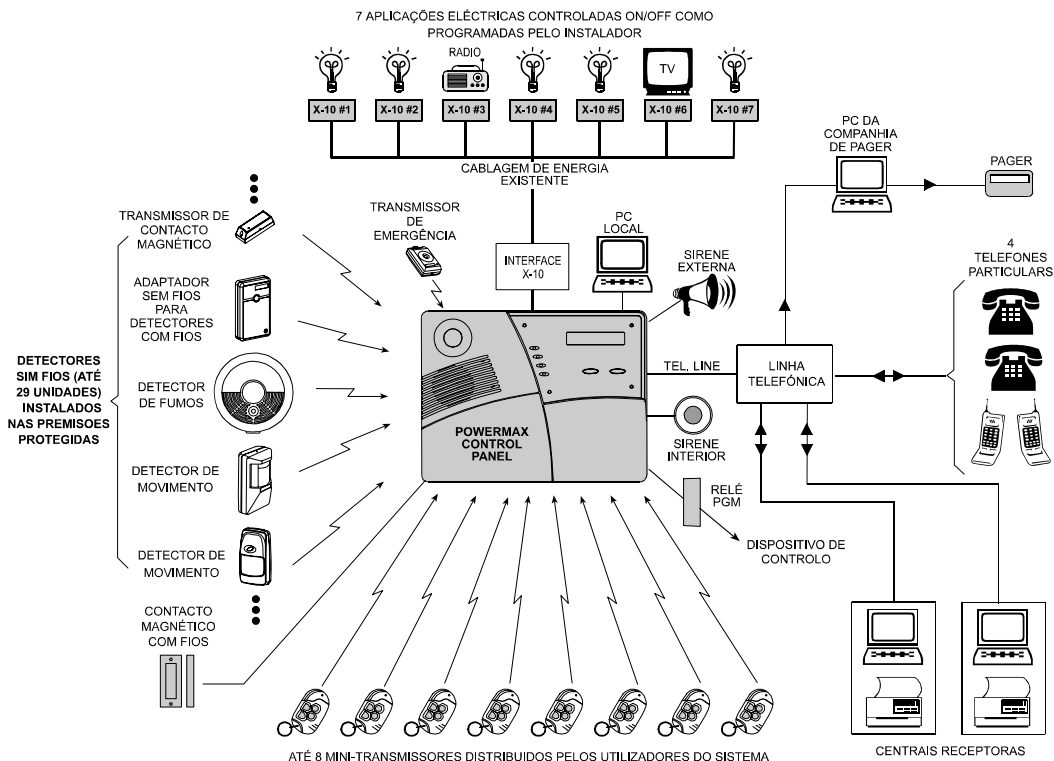 7 APLICAÇÕES ELÉCTRICAS CONTROLADAS ON/OFF COMO
PROGRAMADAS PELO INSTALADOR
RADIO
TV
X-10 #1
X-10 #2
X-10 #3
X-10 #4
X-10 #5
X-10 #6
X-10 #7
CABLAGEM DE ENERGIA
EXISTENTE
PC DA
COMPANHIA
DE PAGER
PAGER
TRANSMISSOR DE
CONTACTO
MAGNÉTICO
TRANSMISSOR
DE
EMERGÊNCIA
INTERFACE
X-10
PC
LOCAL
SIRENE
EXTERNA
4
TELEFONES
PARTICULARS
ADAPTADOR
SEM FIOS
PARA
DETECTORES
COM FIOS
DETECTORES
SIM FIOS (ATÉ
29 UNIDADES)
INSTALADOS
NAS PREMISOES
PROTEGIDAS
DETECTOR
DE FUMOS
TEL. LINE
LINHA
TELEFÓNICA
POWERMAX
CONTROL
PANEL
SIRENE
INTERIOR
DETECTOR DE
MOVIMENTO
RELÉ
PGM
DISPOSITIVO DE
CONTROLO
DETECTOR DE
MOVIMENTO
CONTACTO
MAGNÉTICO
COM FIOS
ATÉ 8 MINI-TRANSMISSORES DISTRIBUIDOS PELOS UTILIZADORES DO SISTEMA
CENTRAIS RECEPTORAS